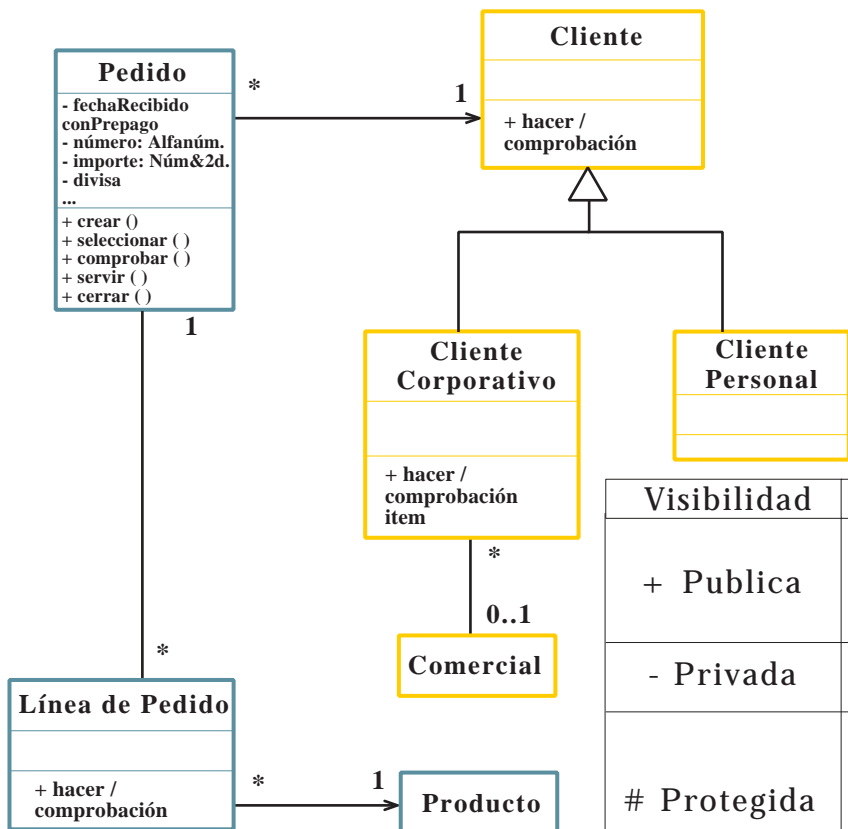 Cliente
Pedido
*
1
- fechaRecibido
conPrepago
- número: Alfanúm.
- importe: Núm&2d.
- divisa
...
+ hacer /
comprobación
+ crear ()
+ seleccionar ( )
+ comprobar ( )
+ servir ( )
+ cerrar ( )
1
Cliente
Corporativo
Cliente
Personal
+ hacer /
comprobación
item
Visibilidad
*
+ Publica
0..1
*
Comercial
- Privada
Línea de Pedido
*
1
+ hacer /
comprobación
Producto
# Protegida